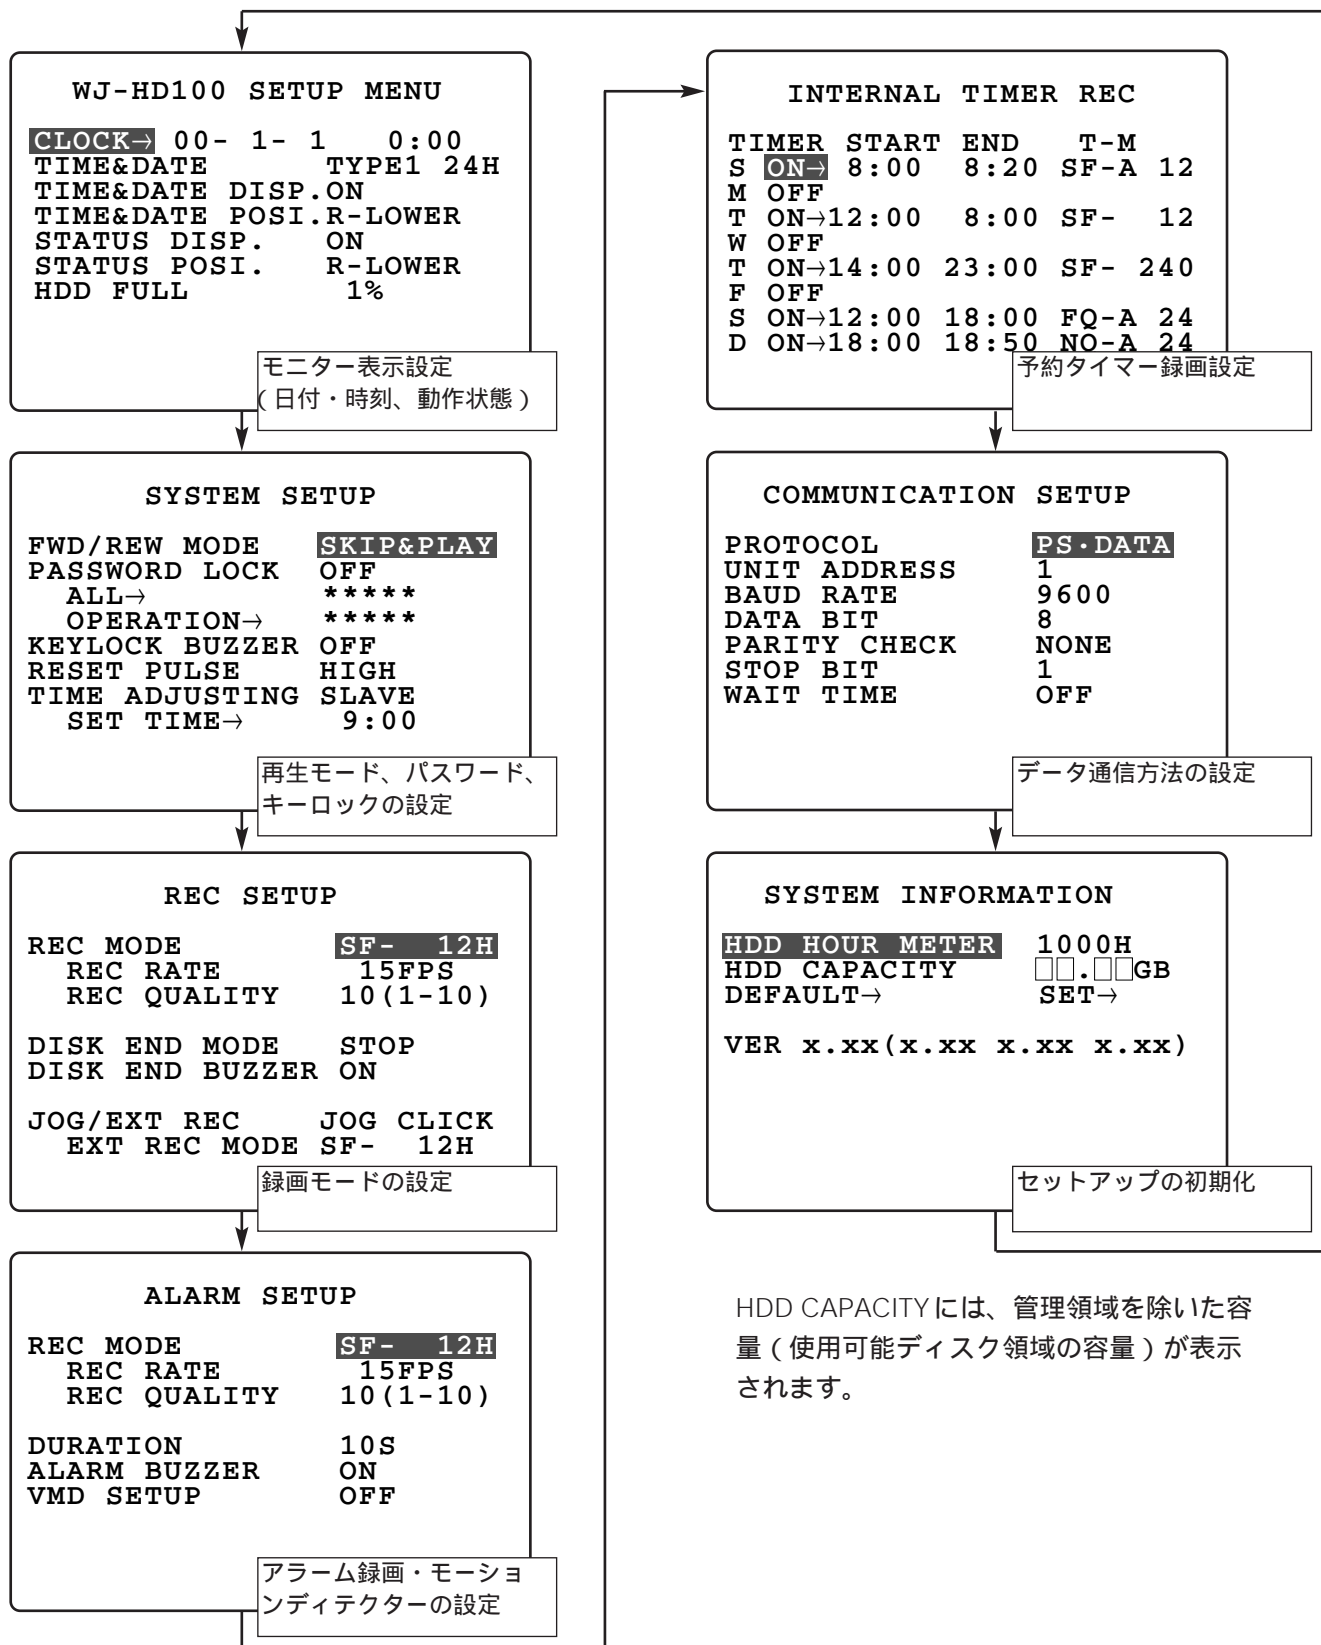 WJ-HD100 SETUP MENU
CLOCK→ 00- 1- 1 0:00
TIME&DATE TYPE1 24H
TIME&DATE DISP.ON
TIME&DATE POSI.R-LOWER
STATUS DISP. ON
STATUS POSI. R-LOWER
HDD FULL 1%
モニター表示設定
(日付・時刻、動作状態)
SYSTEM SETUP
FWD/REW MODE SKIP&PLAY
PASSWORD LOCK OFF
ALL→ *****
OPERATION→ *****
KEYLOCK BUZZER OFF
RESET PULSE HIGH
TIME ADJUSTING SLAVE
SET TIME→ 9:00
再生モード、パスワード、
キーロックの設定
REC SETUP
REC MODE SF- 12H
REC RATE 15FPS
REC QUALITY 10(1-10)
DISK END MODE STOP
DISK END BUZZER ON
JOG/EXT REC JOG CLICK
EXT REC MODE SF- 12H
録画モードの設定
ALARM SETUP
REC MODE SF- 12H
REC RATE 15FPS
REC QUALITY 10(1-10)
DURATION 10S
ALARM BUZZER ON
VMD SETUP OFF
アラーム録画・モーショ
ンディテクターの設定
INTERNAL TIMER REC
TIMER START END T-M
S ON→ 8:00 8:20 SF-A 12
M OFF
T ON→12:00 8:00 SF- 12
W OFF
T ON→14:00 23:00 SF- 240
F OFF
S ON→12:00 18:00 FQ-A 24
D ON→18:00 18:50 NO-A 24
予約タイマー録画設定
COMMUNICATION SETUP
PROTOCOL PS・DATA
UNIT ADDRESS 1
BAUD RATE 9600
DATA BIT 8
PARITY CHECK NONE
STOP BIT 1
WAIT TIME OFF
データ通信方法の設定
SYSTEM INFORMATION
HDD HOUR METER 1000H
HDD CAPACITY □□.□□GB
DEFAULT→ SET→
VER x.xx(x.xx x.xx x.xx)
セットアップの初期化
HDD CAPACITYには、管理領域を除いた容
量(使用可能ディスク領域の容量)が表示
されます。